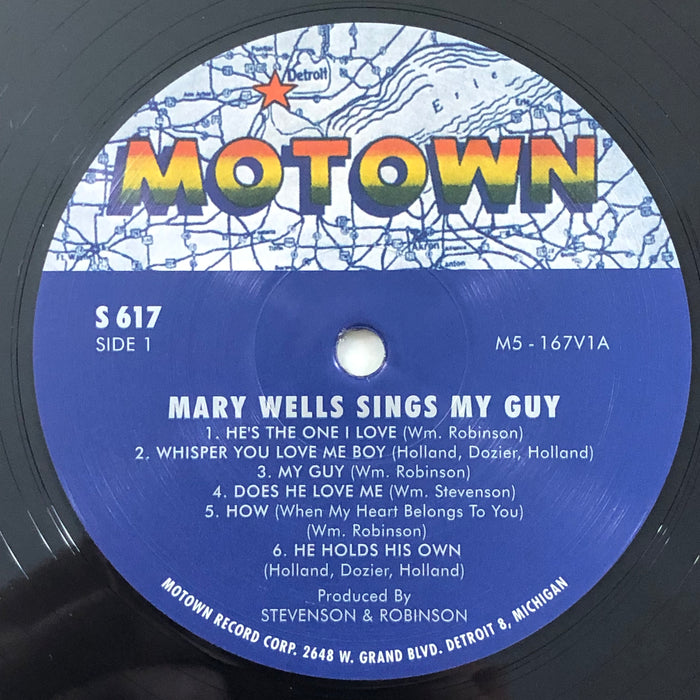 Detroit
Erie
MOTOWN
Akron
Canton
S 617
SIDE 1
M5 - 167V1A
MARY WELLS SINGS MY GUY
1. HE'S THE ONE I LOVE (Wm. Robinson)
2. WHISPER YOU LOVE ME BOY (Holland, Dozier, Holland)
3. MY GUY (Wm. Robinson)
4. DOES HE LOVE ME (Wm. Stevenson)
5. HOW (When My Heart Belongs To You)
(Wm. Robinson)
6. HE HOLDS HIS OWN
(Holland, Dozier, Holland)
Produced By
STEVENSON & ROBINSON
MOTOWN RECORD CORP. 2648 W. GRAND BLVD. DETROIT 8, MICHIGAN